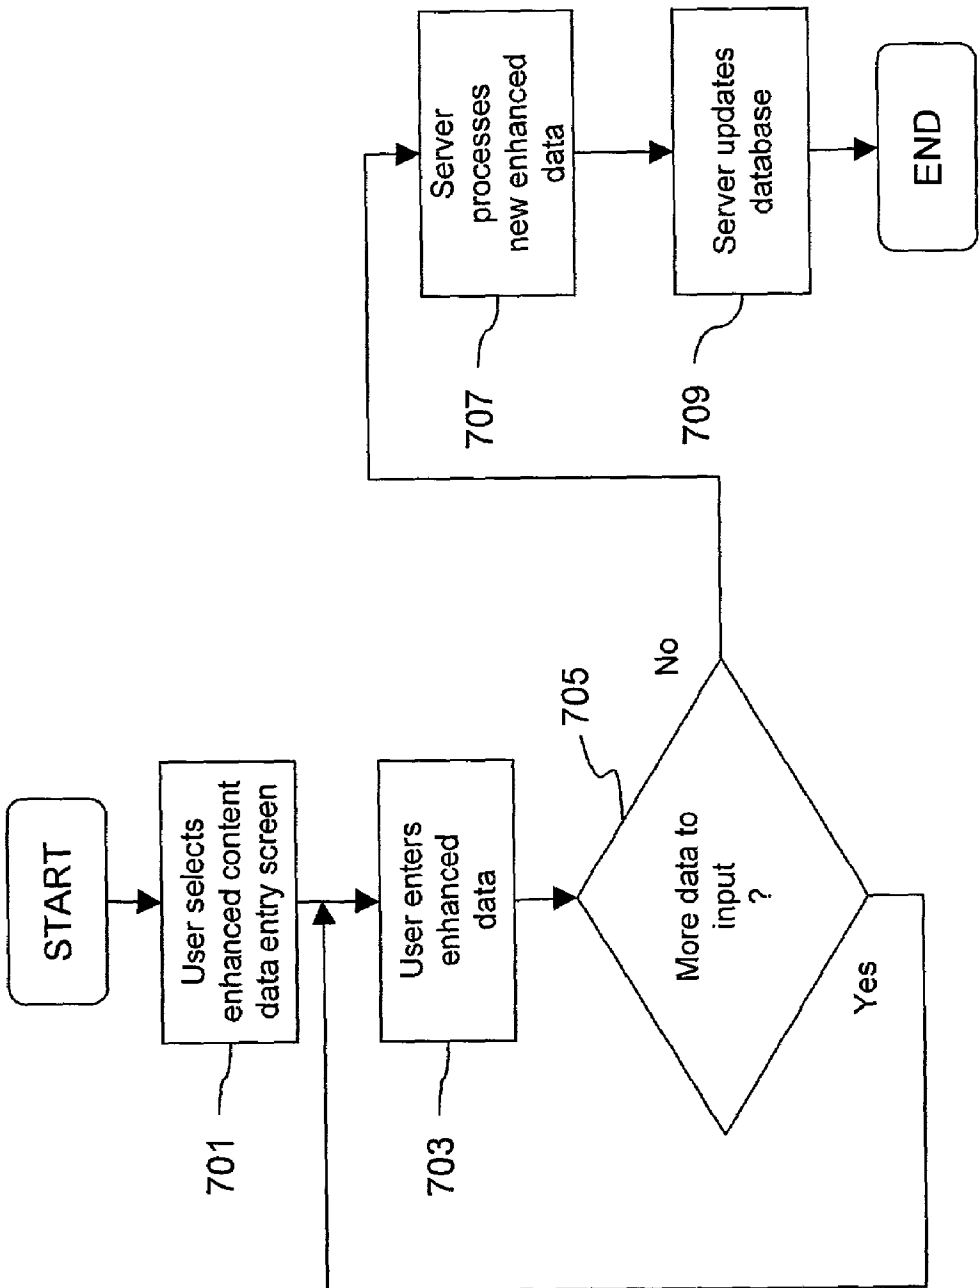 START
User selects
enhanced content
data entry screen
701
User enters
enhanced
data
703
More data to
input
?
705
Yes
No
Server
processes
new enhanced
data
707
Server updates
database
709
END